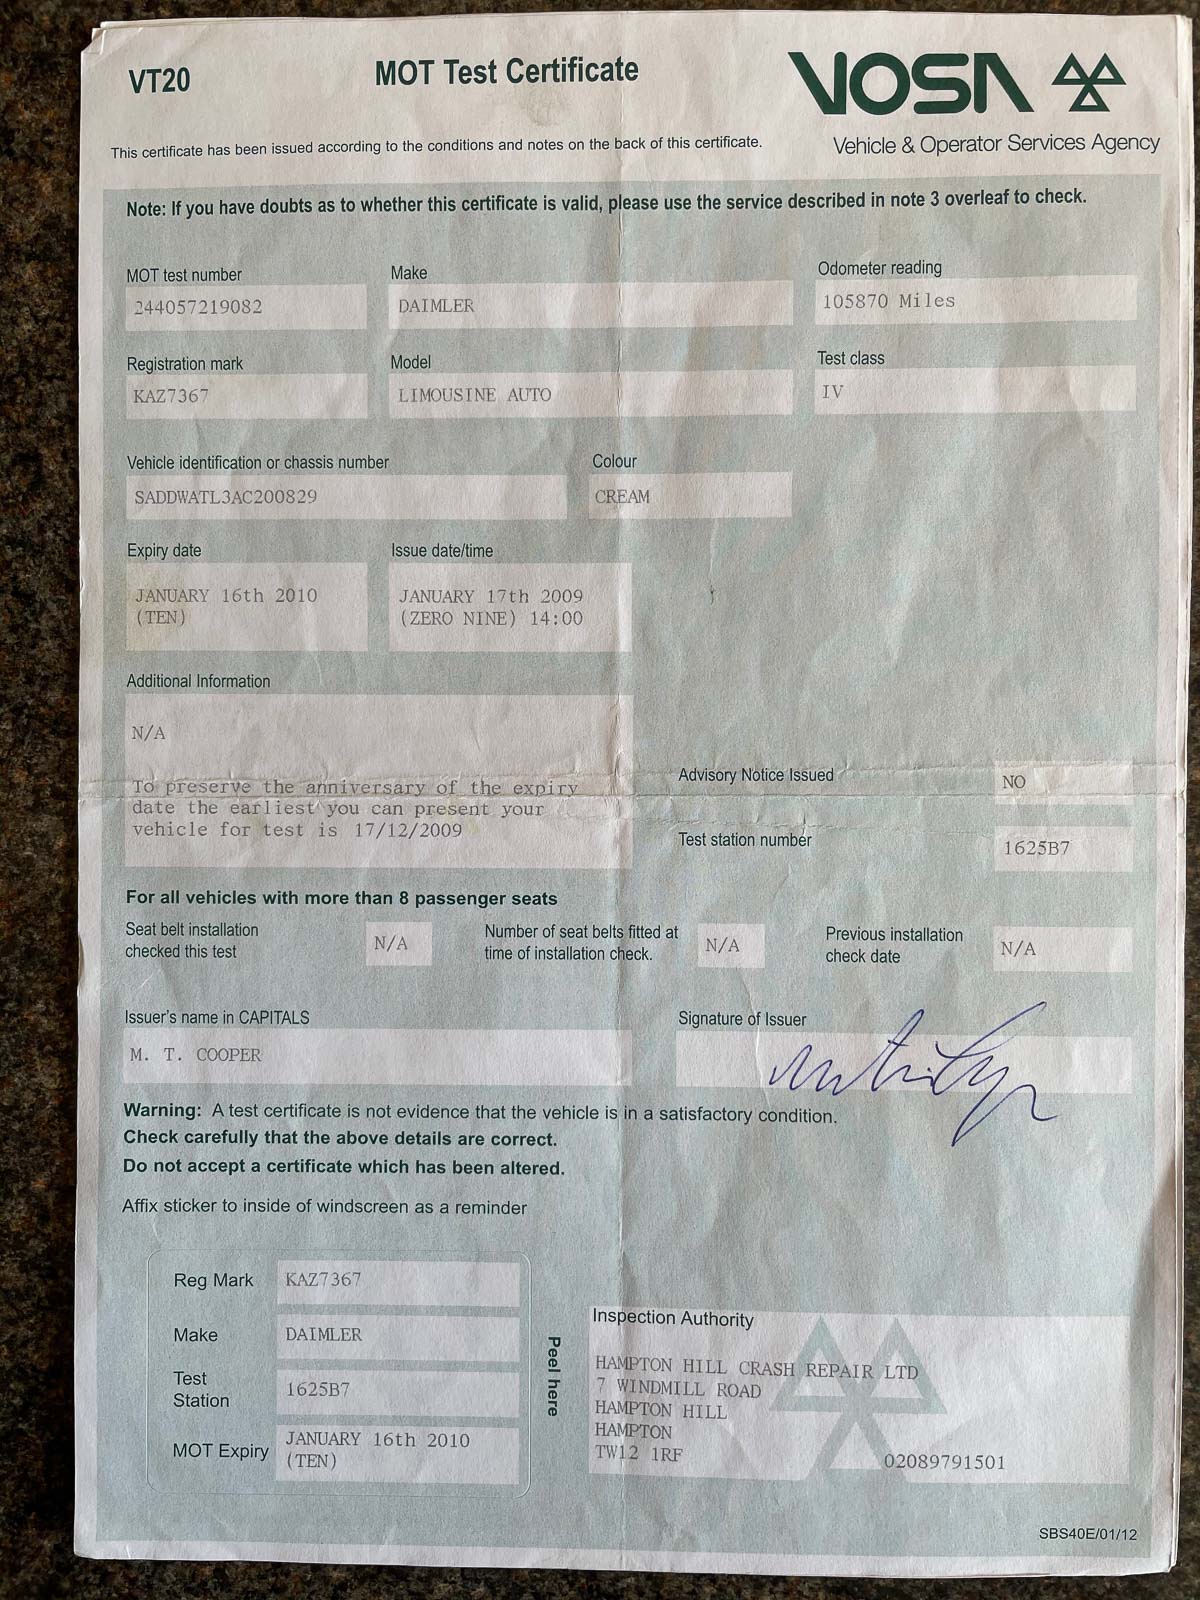 VT20
MOT Test Certificate
VOSA
Vehicle & Operator Services Agency
This certificate has been issued according to the conditions and notes on the back of this certificate.
Note: If you have doubts as to whether this certificate is valid, please use the service described in note 3 overleaf to check.
MOT test number
244057219082
Make
DAIMLER
Odometer reading
105870 Miles
Registration mark
KAZ7367
Model
LIMOUSINE AUTO
Test class
IV
Vehicle identification or chassis number
SADDWATL3AC200829
Colour
CREAM
Expiry date
JANUARY 16th 2010
(TEN)
Issue date/time
JANUARY 17th 2009
(ZERO NINE) 14:00
Additional Information
N/A
To preserve the anniversary of the expiry
date the earliest you can present your
vehicle for test is 17/12/2009
Advisory Notice Issued
NO
Test station number
1625B7
For all vehicles with more than 8 passenger seats
Seat belt installation
checked this test
N/A
Number of seat belts fitted at
time of installation check.
N/A
Previous installation
check date
N/A
Issuer's name in CAPITALS
M. T. COOPER
Signature of Issuer
Warning: A test certificate is not evidence that the vehicle is in a satisfactory condition.
Check carefully that the above details are correct.
Do not accept a certificate which has been altered.
Affix sticker to inside of windscreen as a reminder
Reg Mark
KAZ7367
Make
DAIMLER
Test
Station
1625B7
MOT Expiry
JANUARY 16th 2010
(TEN)
Peel here
Inspection Authority
HAMPTON HILL CRASH REPAIR LTD
7 WINDMILL ROAD
HAMPTON HILL
HAMPTON
TW12 1RF
02089791501
SBS40E/01/12